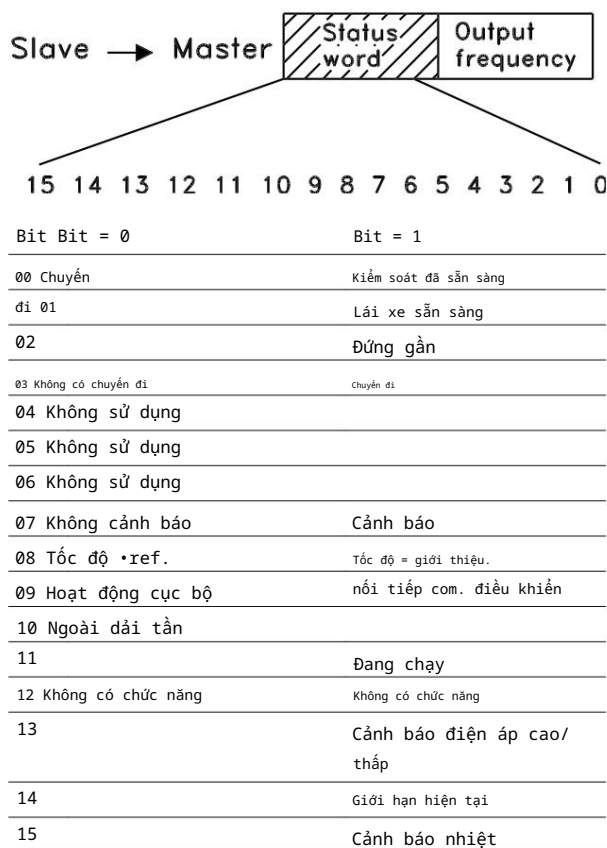 Slave → Master
Status word
Output frequency
15 14 13 12 11 10 9 8 7 6 5 4 3 2 1 0
Bit Bit = 0 Bit = 1
00 Chuyến Kiểm soát đã sẵn sàng
đi 01 Lái xe sẵn sàng
02 Đứng gần
03 Không có chuyến đi Chuyến đi
04 Không sử dụng
05 Không sử dụng
06 Không sử dụng
07 Không cảnh báo Cảnh báo
08 Tốc độ •ref. Tốc độ = giới thiệu.
09 Hoạt động cục bộ nối tiếp com. điều khiển
10 Ngoài dải tần
11 Đang chạy
12 Không có chức năng Không có chức năng
13 Cảnh báo điện áp cao/
thấp
14 Giới hạn hiện tại
15 Cảnh báo nhiệt